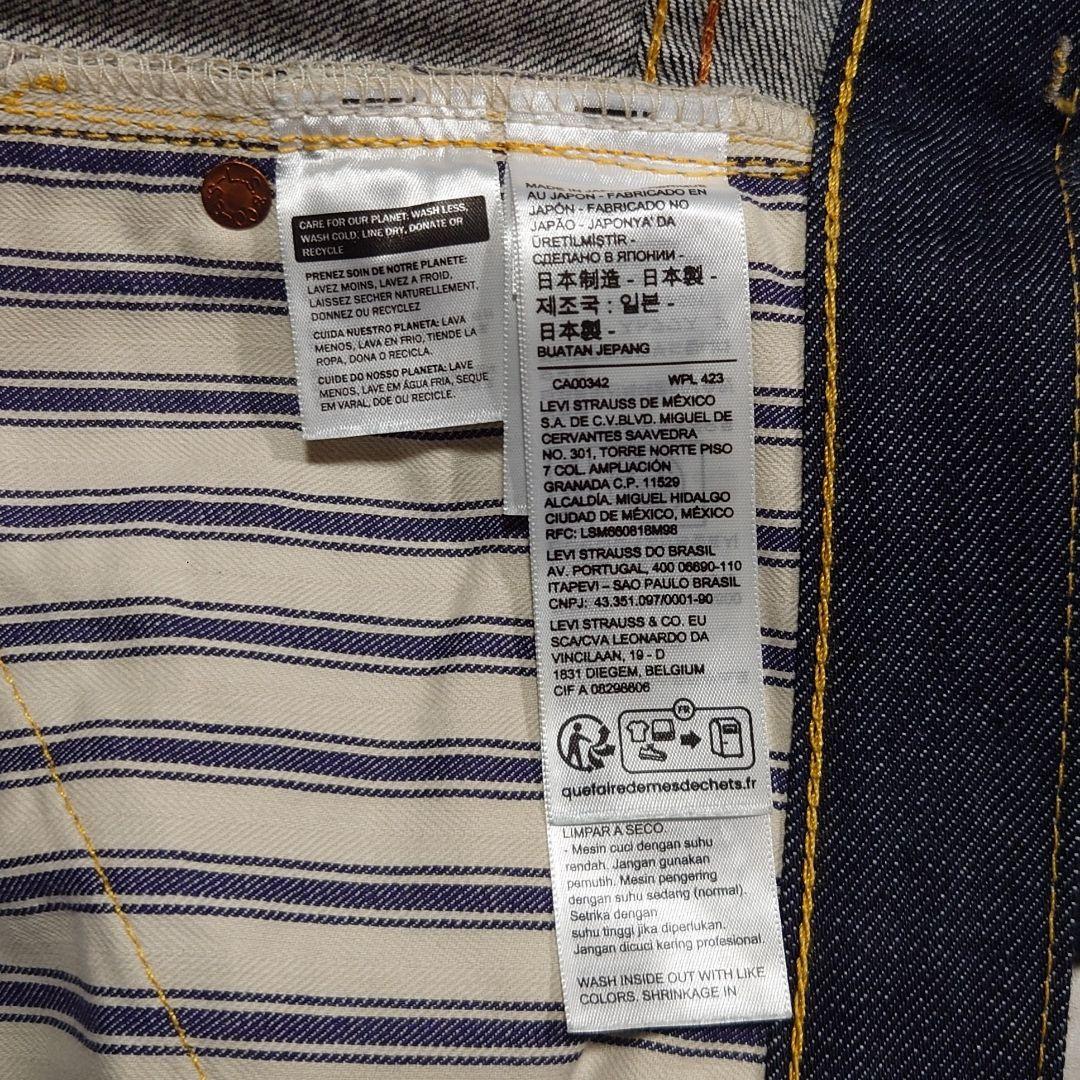 CARE FOR OUR PLANET: WASH LESS,
WASH COLD, LINE DRY, DONATE OR
RECYCLE
PRENEZ SOIN DE NOTRE PLANETE:
LAVEZ MOINS, LAVEZ A FROID,
LAISSEZ SECHER NATURELLEMENT,
DONNEZ OU RECYCLEZ
CUIDA NUESTRO PLANETA: LAVA
MENOS, LAVA EN FRIO, TIENDE LA
ROPA, DONA O RECICLA.
CUIDE DO NOSSO PLANETA: LAVE
MENOS, LAVE EM ÁGUA FRIA, SEQUE
EM VARAL, DOE OU RECICLE.
MADE IN
AU JAPON - FABRICADO EN
JAPÓN - FABRICADO NO
JAPÃO - JAPONYA' DA
ÜRETİLMİŞTİR -
СДЕЛАНО В ЯПОНИИ -
日本制造 - 日本製 -
제조국 : 일본 -
日本製 -
BUATAN JEPANG
CA00342 WPL 423
LEVI STRAUSS DE MÉXICO
S.A. DE C.V.BLVD. MIGUEL DE
CERVANTES SAAVEDRA
NO. 301, TORRE NORTE PISO
7 COL. AMPLIACIÓN
GRANADA C.P. 11529
ALCALDÍA. MIGUEL HIDALGO
CIUDAD DE MÉXICO, MÉXICO
RFC: LSM660616M98
LEVI STRAUSS DO BRASIL
AV. PORTUGAL, 400 06690-110
ITAPEVI – SAO PAULO BRASIL
CNPJ: 43.351.097/0001-90
LEVI STRAUSS & CO. EU
SCA/CVA LEONARDO DA
VINCILAAN, 19 - D
1831 DIEGEM, BELGIUM
CIF A 08298606
FR
quefairedemesdechets.fr
LIMPAR A SECO.
- Mesin cuci dengan suhu
rendah. Jangan gunakan
pemutih. Mesin pengering
dengan suhu sedang (normal).
Setrika dengan
suhu tinggi jika diperlukan.
Jangan dicuci kering profesional.
WASH INSIDE OUT WITH LIKE
COLORS. SHRINKAGE IN